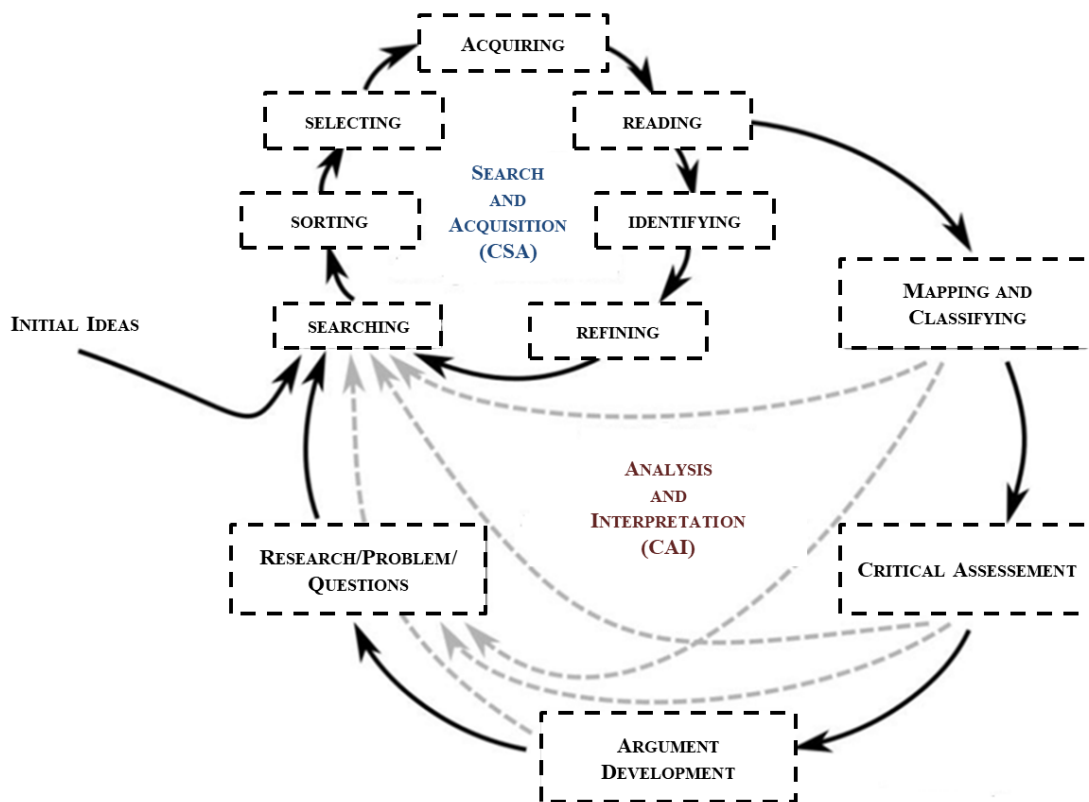 ACQUIRING
SELECTING
READING
SEARCH
AND
ACQUISITION
(CSA)
SORTING
IDENTIFYING
MAPPING AND
CLASSIFYING
INITIAL IDEAS
SEARCHING
REFINING
ANALYSIS
AND
INTERPRETATION
(CAI)
RESEARCH/PROBLEM/
QUESTIONS
CRITICAL ASSESSEMENT
ARGUMENT
DEVELOPMENT